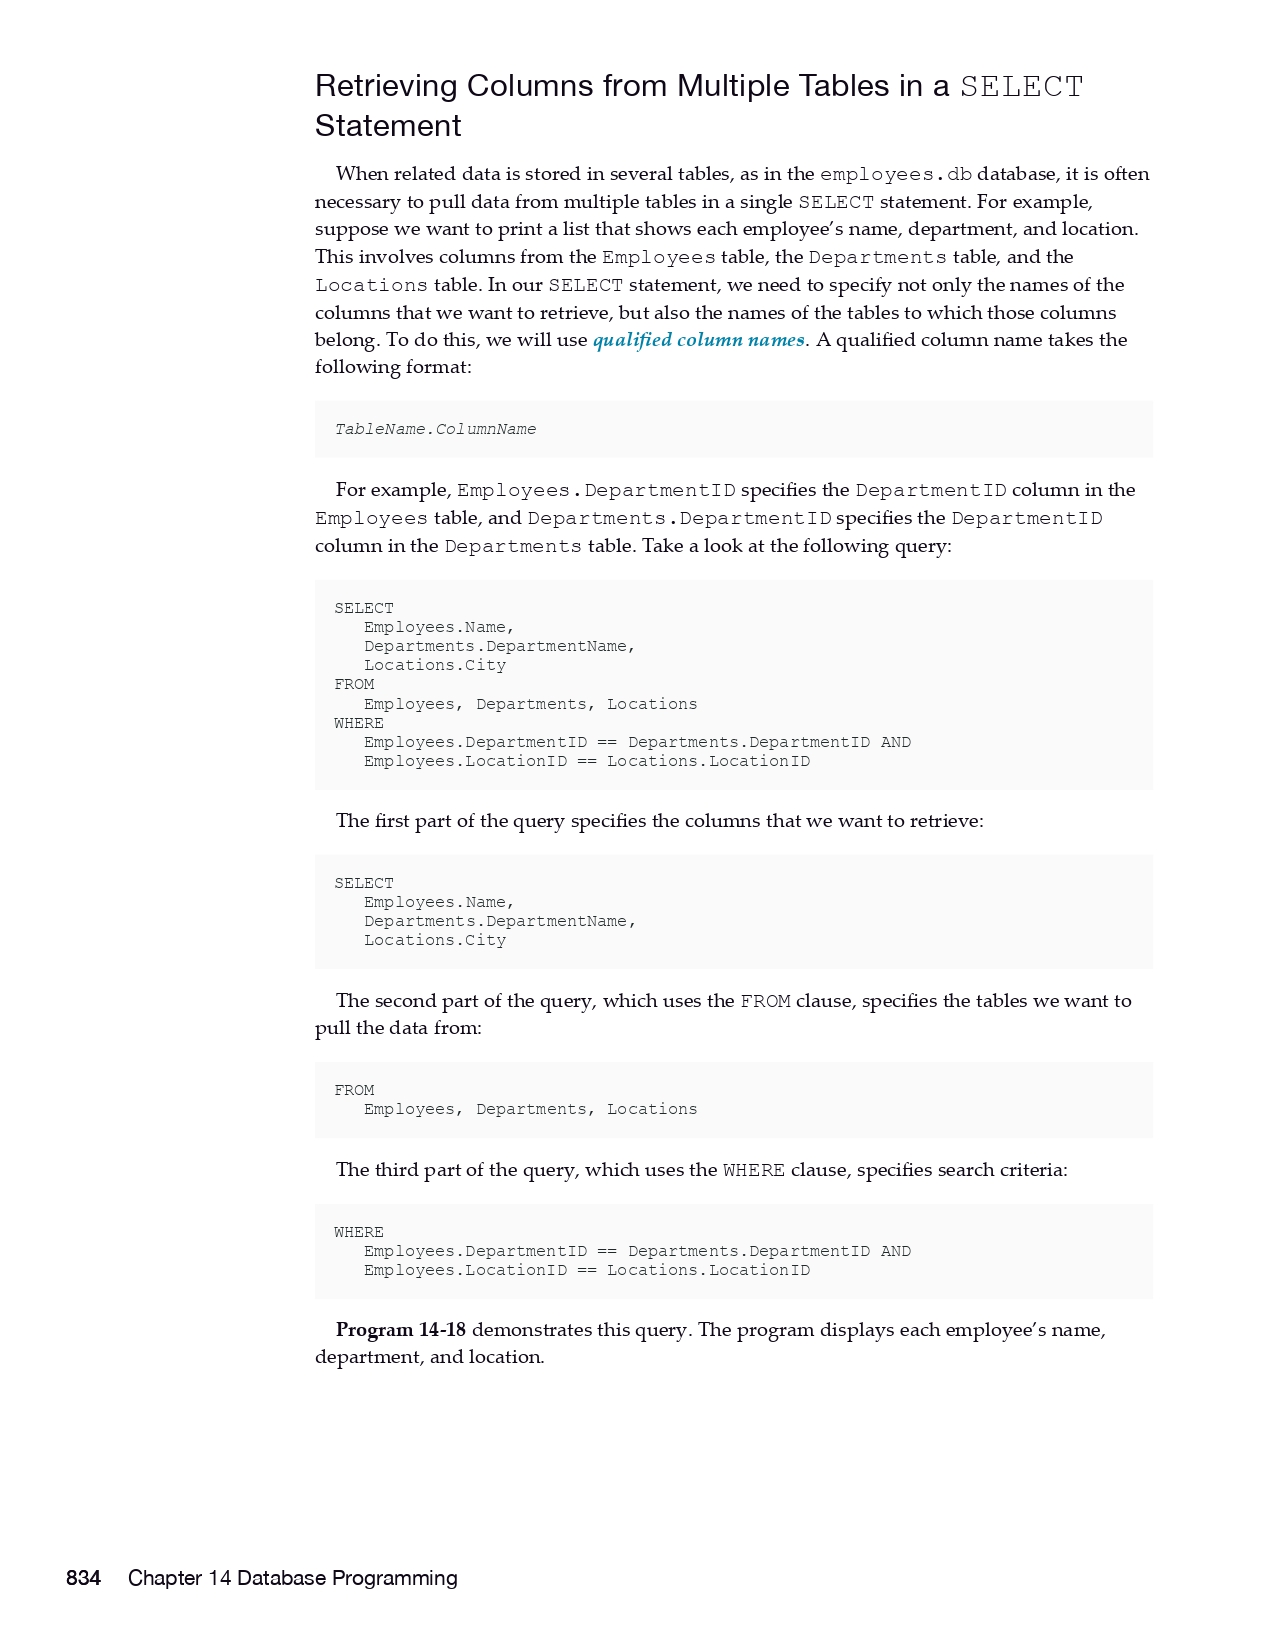 Retrieving Columns from Multiple Tables in a SELECT
Statement
When related data is stored in several tables, as in the employees.db database, it is often
necessary to pull data from multiple tables in a single SELECT statement. For example,
suppose we want to print a list that shows each employee’s name, department, and location.
This involves columns from the Employees table, the Departments table, and the
Locations table. In our SELECT statement, we need to specify not only the names of the
columns that we want to retrieve, but also the names of the tables to which those columns
belong. To do this, we will use qualified column names. A qualified column name takes the
following format:
TableName.ColumnName
For example, Employees.DepartmentID specifies the DepartmentID column in the
Employees table, and Departments.DepartmentID specifies the DepartmentID
column in the Departments table. Take a look at the following query:
SELECT
Employees.Name,
Departments.DepartmentName,
Locations.City
FROM
Employees, Departments, Locations
WHERE
Employees.DepartmentID == Departments.DepartmentID AND
Employees.LocationID == Locations.LocationID
The first part of the query specifies the columns that we want to retrieve:
SELECT
Employees.Name,
Departments.DepartmentName,
Locations.City
The second part of the query, which uses the FROM clause, specifies the tables we want to
pull the data from:
FROM
Employees, Departments, Locations
The third part of the query, which uses the WHERE clause, specifies search criteria:
WHERE
Employees.DepartmentID == Departments.DepartmentID AND
Employees.LocationID == Locations.LocationID
Program 14-18 demonstrates this query. The program displays each employee’s name,
department, and location.
834 Chapter 14 Database Programming